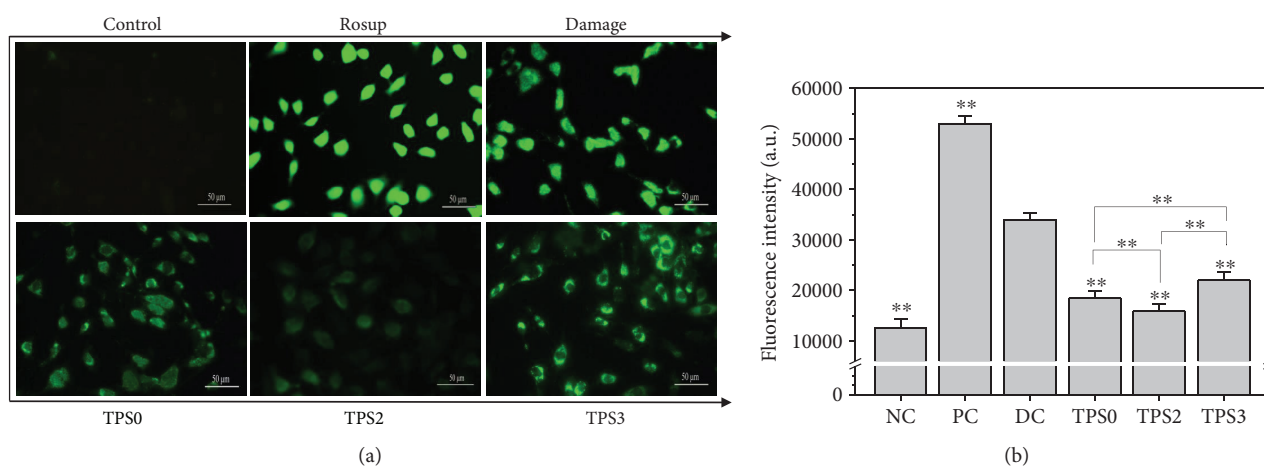 Control Rosup Damage
50 µm 50 µm 50 µm
50 µm 50 µm 50 µm
TPS0 TPS2 TPS3
(a)
Fluorescence intensity (a.u.)
60000
50000
40000
30000
20000
10000
0
**
**
**
**
**
**
**
**
NC PC DC TPS0 TPS2 TPS3
(b)